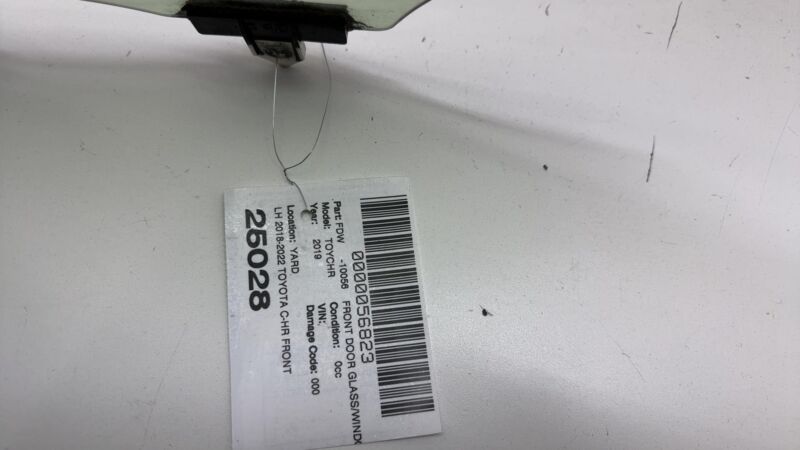 0000056823
Part: FDW -10056 FRONT DOOR GLASS/WINDO
Model: TOYCHR Condition: 0cc
Year: 2019 VIN:
Damage Code: 000
Location: YARD
LH 2018-2022 TOYOTA C-HR FRONT
25028